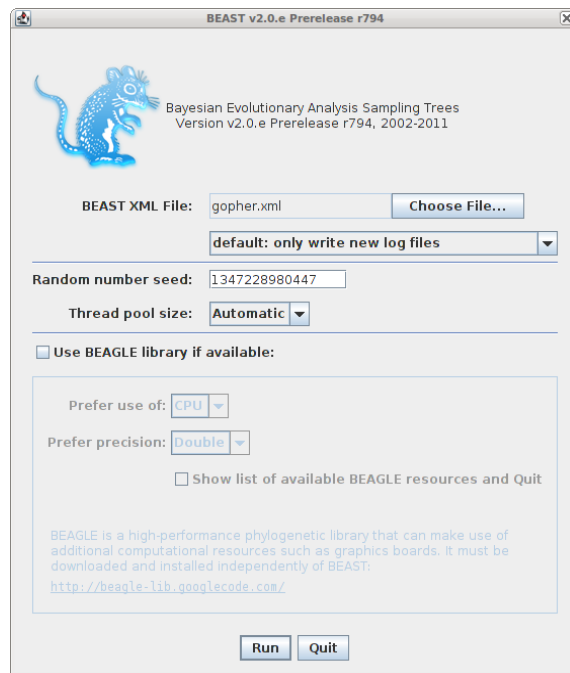 BEAST v2.0.e Prerelease r794
Bayesian Evolutionary Analysis Sampling Trees
Version v2.0.e Prerelease r794, 2002-2011
BEAST XML File: gopher.xml Choose File...
default: only write new log files
Random number seed: 1347228980447
Thread pool size: Automatic
Use BEAGLE library if available:
Prefer use of: CPU
Prefer precision: Double
Show list of available BEAGLE resources and Quit
BEAGLE is a high-performance phylogenetic library that can make use of
additional computational resources such as graphics boards. It must be
downloaded and installed independently of BEAST:
http://beagle-lib.googlecode.com/
Run Quit